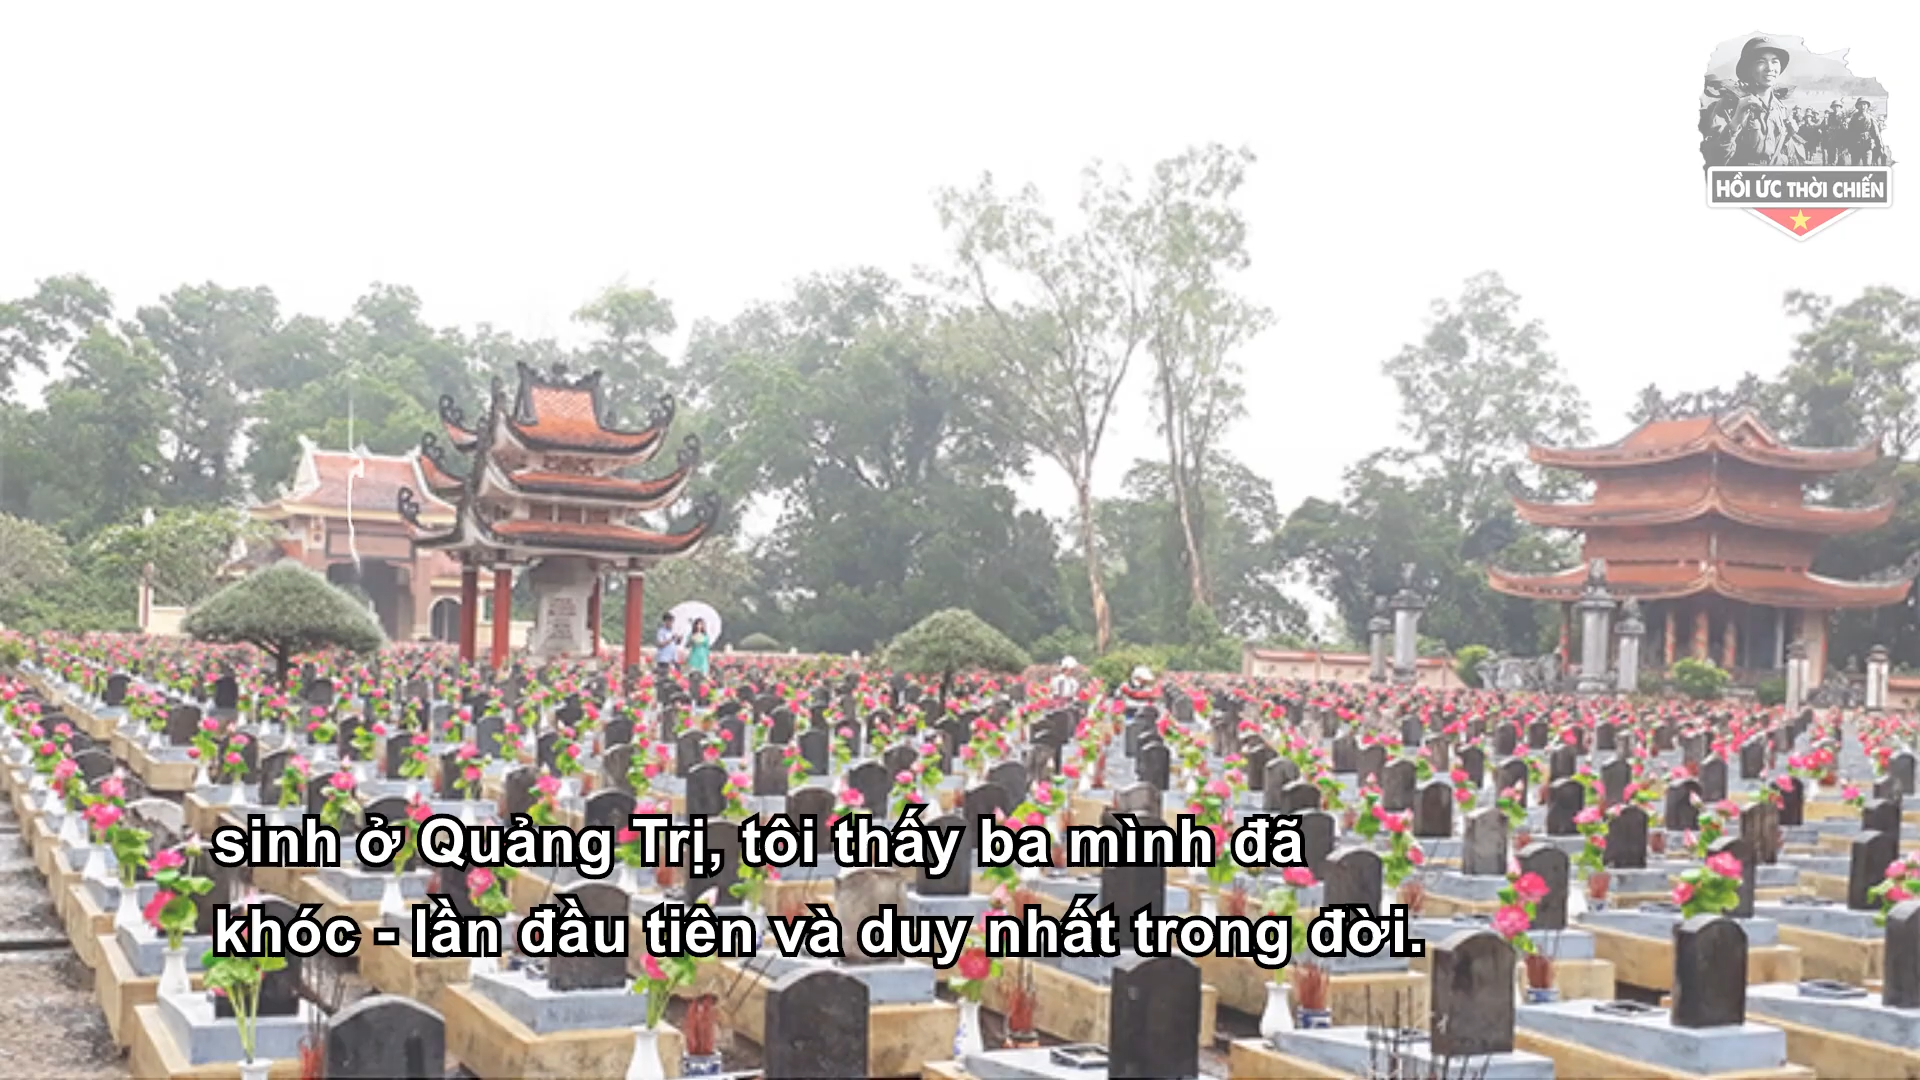 HỒI ỨC THỜI CHIẾN
sinh ở Quảng Trị, tôi thấy ba mình đã
khóc - lần đầu tiên và duy nhất trong đời.